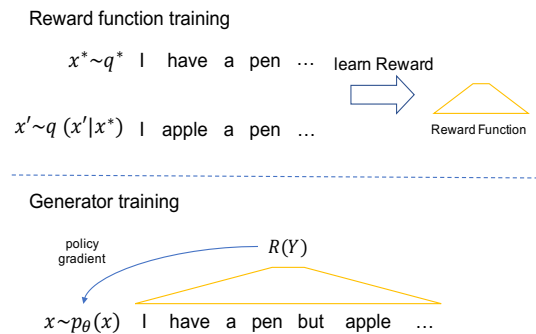 Reward function training
x*~q* I have a pen ...
learn Reward
x'~q (x'|x*) I apple a pen ...
Reward Function
Generator training
policy
gradient
R(Y)
x~pθ(x) I have a pen but apple ...